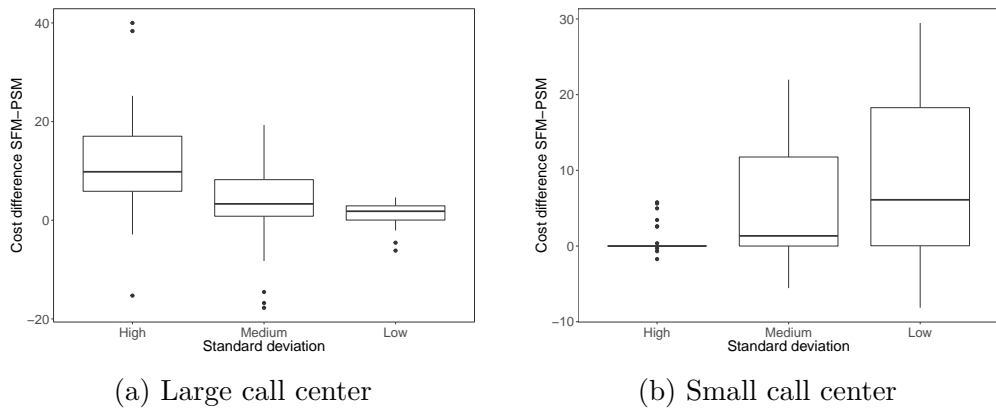 Cost difference SFM−PSM
40
20
0
−20
High
Medium
Low
Standard deviation
(a) Large call center
Cost difference SFM−PSM
30
20
10
0
−10
High
Medium
Low
Standard deviation
(b) Small call center